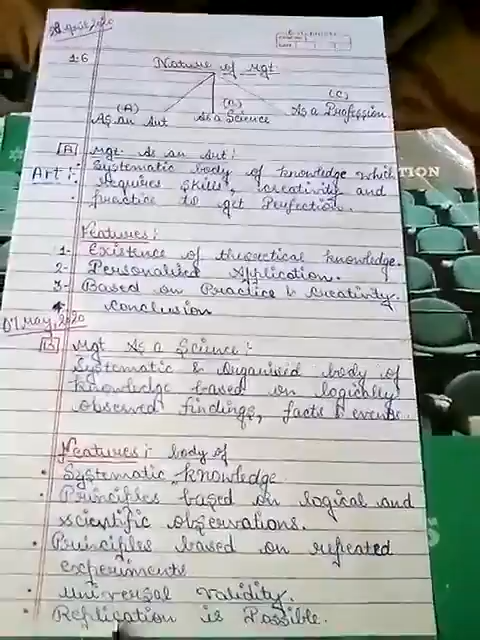 28 April, 2020
1.6
Nature of Mgt
(A) (B) (C)
As an Art As a Science As a Profession
[A] Mgt As an Art:
Art:- Systematic body of knowledge which
requires skills, creativity and
practice to get Perfection.
Features:
1- Existence of theoretical knowledge.
2- Personalised Application.
3- Based on Practice & Creativity.
* Conclusion
01 May, 2020
[B] Mgt As a Science:-
Systematic & Organised body of
knowledge based on logically
observed findings, facts & events.
Features:- body of
• Systematic knowledge
• Principles based on logical and
scientific observations.
• Principles based on repeated
experiments
• Universal validity.
• Replication is Possible.
TION